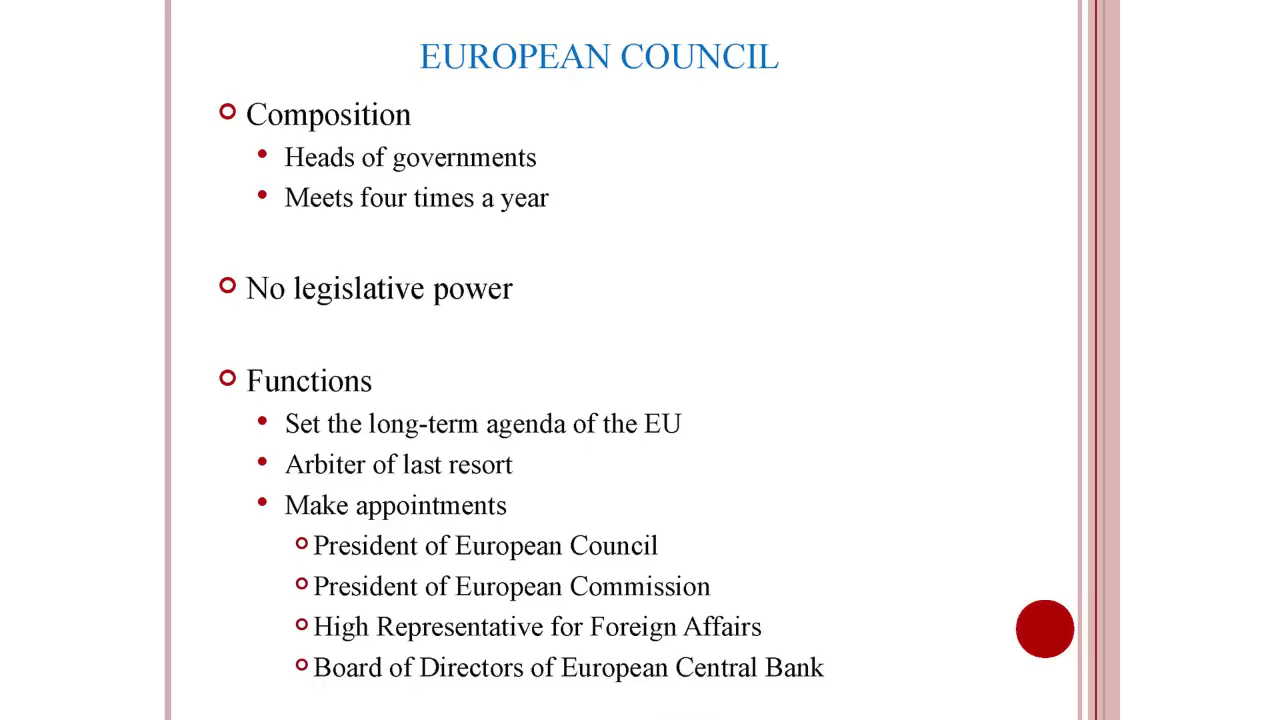 EUROPEAN COUNCIL
Composition
Heads of governments
Meets four times a year
No legislative power
Functions
Set the long-term agenda of the EU
Arbiter of last resort
Make appointments
President of European Council
President of European Commission
High Representative for Foreign Affairs
Board of Directors of European Central Bank